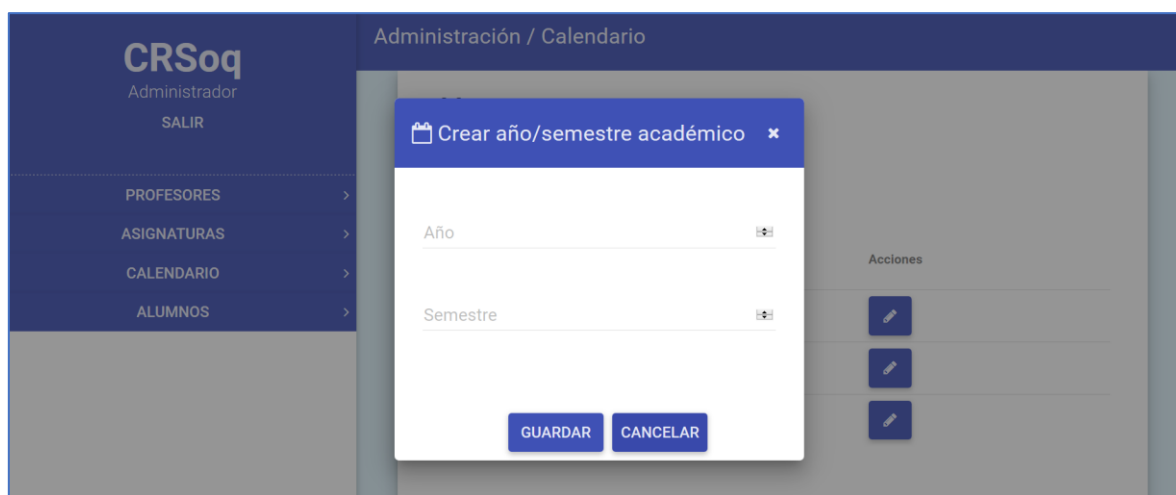 CRSoq
Administrador
SALIR
PROFESORES
ASIGNATURAS
CALENDARIO
ALUMNOS
Administración / Calendario
Crear año/semestre académico
Año
Semestre
GUARDAR CANCELAR
Acciones